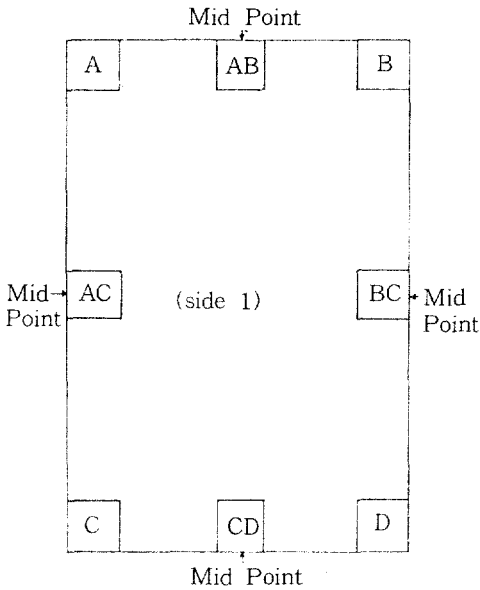 Mid Point
A AB B
Mid
Point
AC (side 1) BC
Mid
Point
C CD D
Mid Point